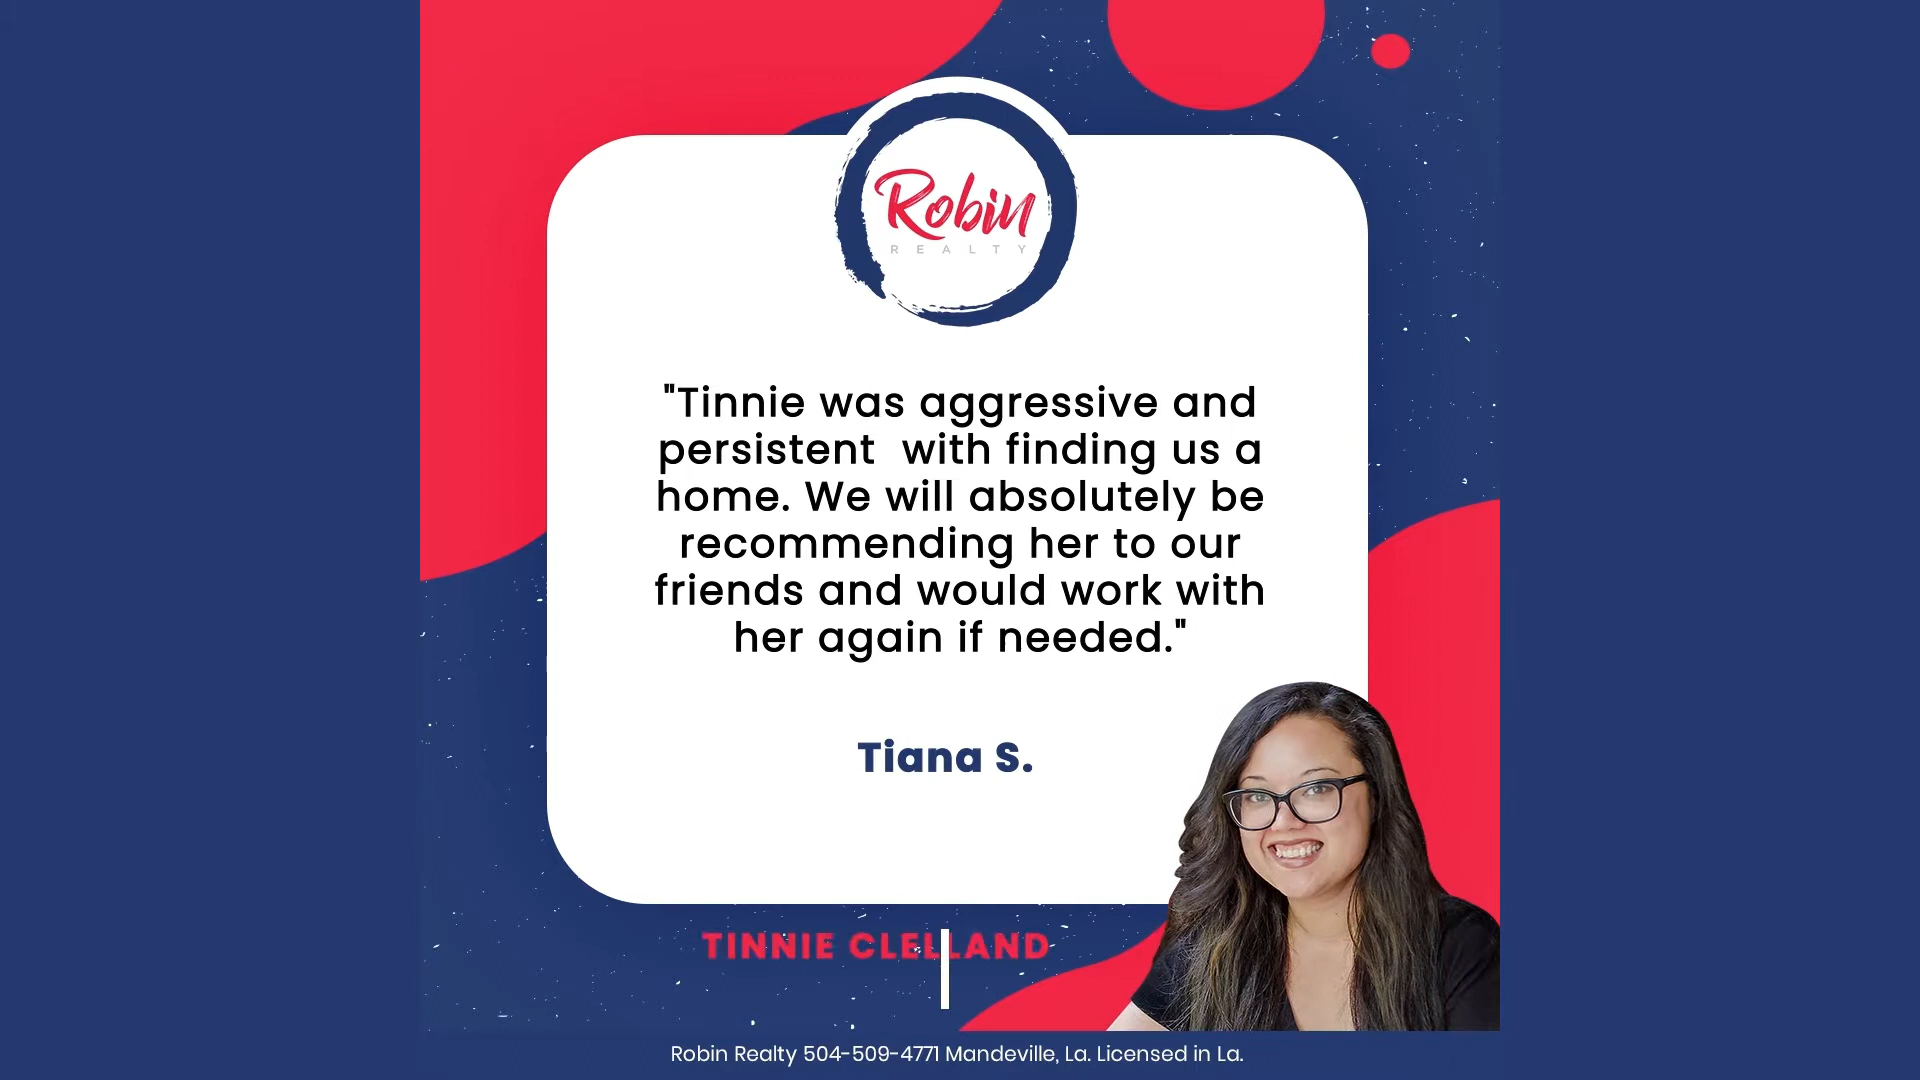 Robin
REALTY
"Tinnie was aggressive and
persistent  with finding us a
home. We will absolutely be
recommending her to our
friends and would work with
her again if needed."
Tiana S.
TINNIE CLELLAND
Robin Realty 504-509-4771 Mandeville, La. Licensed in La.